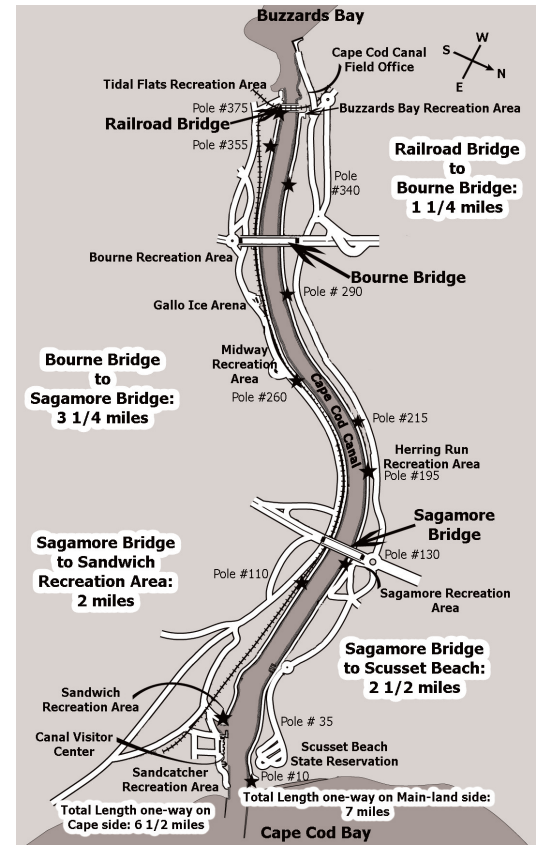 Buzzards Bay
Cape Cod Canal
Field Office
W
S
N
E
Tidal Flats Recreation Area
Pole #375
Buzzards Bay Recreation Area
Railroad Bridge
Pole #355
Railroad Bridge
to
Bourne Bridge:
1 1/4 miles
Pole
#340
Bourne Recreation Area
Bourne Bridge
Pole # 290
Gallo Ice Arena
Midway
Recreation
Area
Pole #260
Bourne Bridge
to
Sagamore Bridge:
3 1/4 miles
Cape Cod Canal
Pole #215
Herring Run
Recreation Area
Pole #195
Sagamore
Bridge
Pole #130
Sagamore Bridge
to Sandwich
Recreation Area:
2 miles
Pole #110
Sagamore Recreation
Area
Sagamore Bridge
to Scusset Beach:
2 1/2 miles
Sandwich
Recreation Area
Pole # 35
Canal Visitor
Center
Scusset Beach
State Reservation
Sandcatcher
Recreation Area
Pole #10
Total Length one-way on
Cape side: 6 1/2 miles
Total Length one-way on Main-land side:
7 miles
Cape Cod Bay